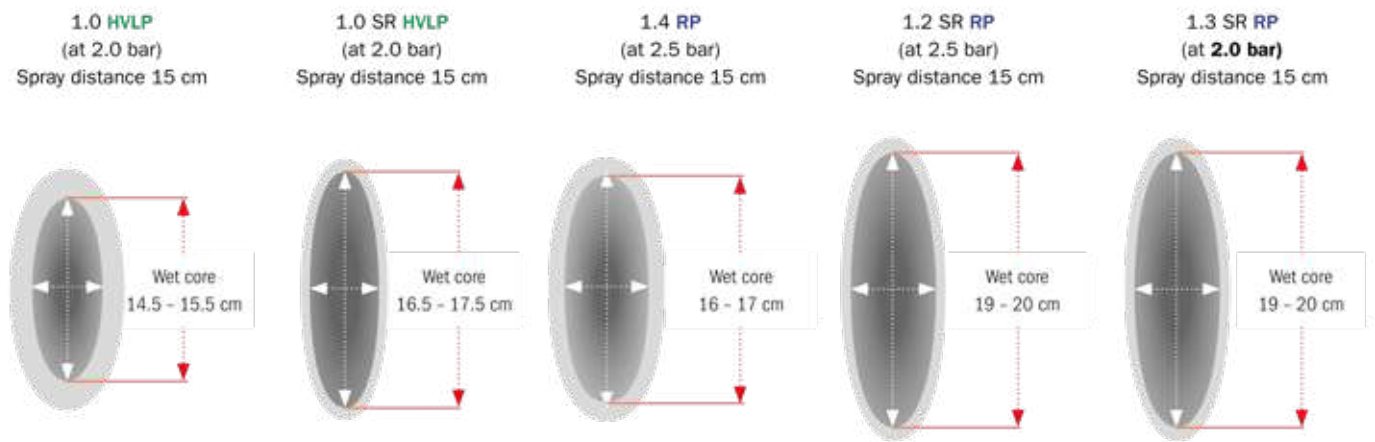 1.0 HVLP
(at 2.0 bar)
Spray distance 15 cm
1.0 SR HVLP
(at 2.0 bar)
Spray distance 15 cm
1.4 RP
(at 2.5 bar)
Spray distance 15 cm
1.2 SR RP
(at 2.5 bar)
Spray distance 15 cm
1.3 SR RP
(at 2.0 bar)
Spray distance 15 cm
Wet core
14.5 – 15.5 cm
Wet core
16.5 – 17.5 cm
Wet core
16 – 17 cm
Wet core
19 – 20 cm
Wet core
19 – 20 cm